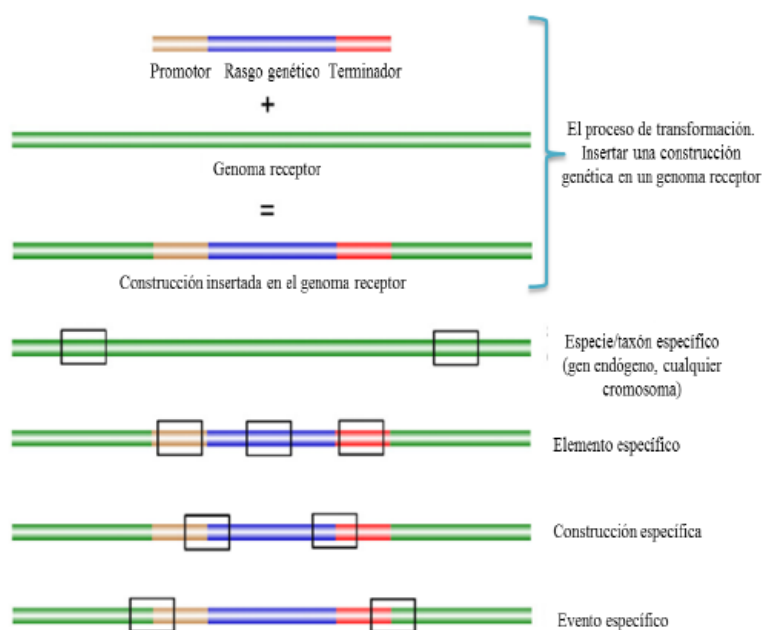 Promotor Rasgo genético Terminador
+
Genoma receptor
=
Construcción insertada en el genoma receptor
El proceso de transformación.
Insertar una construcción
genética en un genoma receptor
Especie/taxón específico
(gen endógeno, cualquier
cromosoma)
Elemento específico
Construcción específica
Evento específico